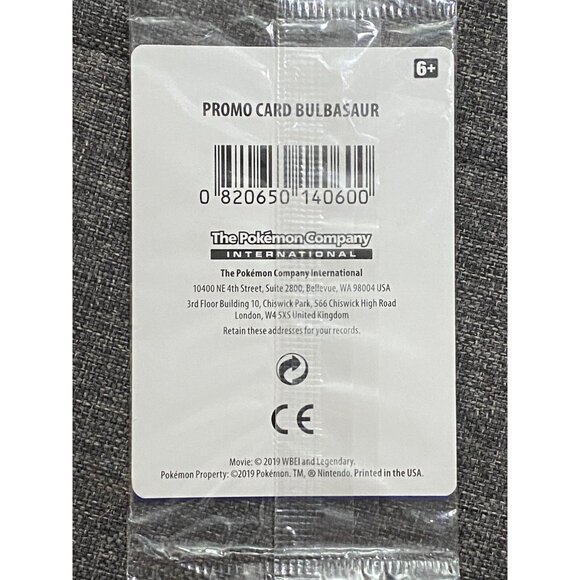 6+
PROMO CARD BULBASAUR
0 820650 140600
The Pokémon Company
INTERNATIONAL
The Pokémon Company International
10400 NE 4th Street, Suite 2800, Bellevue, WA 98004 USA
3rd Floor Building 10, Chiswick Park, 566 Chiswick High Road
London, W4 5XS United Kingdom
Retain these addresses for your records.
CE
Movie: © 2019 WBEI and Legendary.
Pokémon Property: ©2019 Pokémon. TM, ® Nintendo. Printed in the USA.